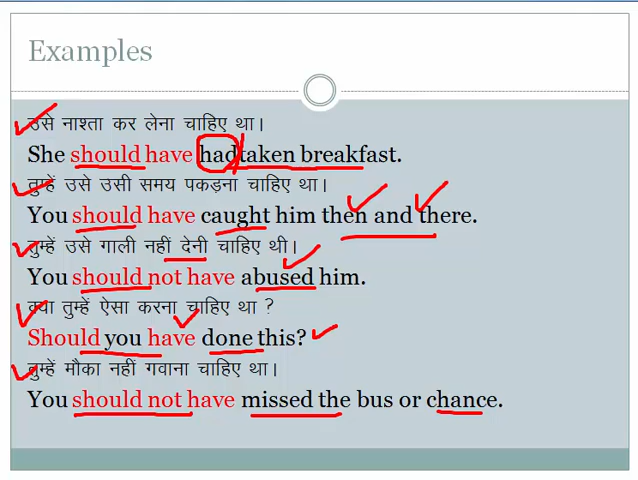 Examples
उसे नाश्ता कर लेना चाहिए था।
She should have had taken breakfast.
तुम्हें उसे उसी समय पकड़ना चाहिए था।
You should have caught him then and there.
तुम्हें उसे गाली नहीं देनी चाहिए थी।
You should not have abused him.
क्या तुम्हें ऐसा करना चाहिए था ?
Should you have done this?
तुम्हें मौका नहीं गवाना चाहिए था।
You should not have missed the bus or chance.